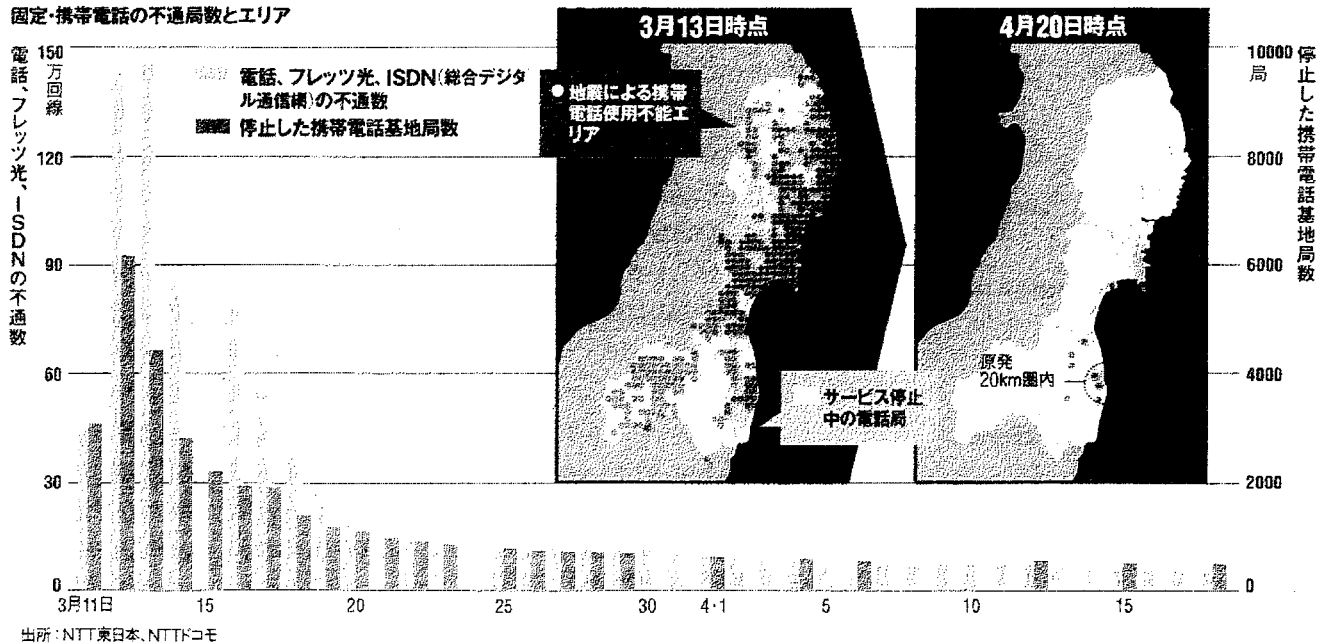 固定・携帯電話の不通局数とエリア
電話、フレッツ光、ISDNの不通数
150
万回線
120
90
60
30
0
電話、フレッツ光、ISDN(総合デジタ
ル通信網)の不通数
停止した携帯電話基地局数
3月13日時点
●地震による携帯
電話使用不能エ
リア
サービス停止
中の電話局
4月20日時点
原発
20km圏内
10000
局
8000
6000
4000
2000
0
停止した携帯電話基地局数
3月11日
15
20
25
30
4・1
5
10
15
出所:NTT東日本、NTTドコモ